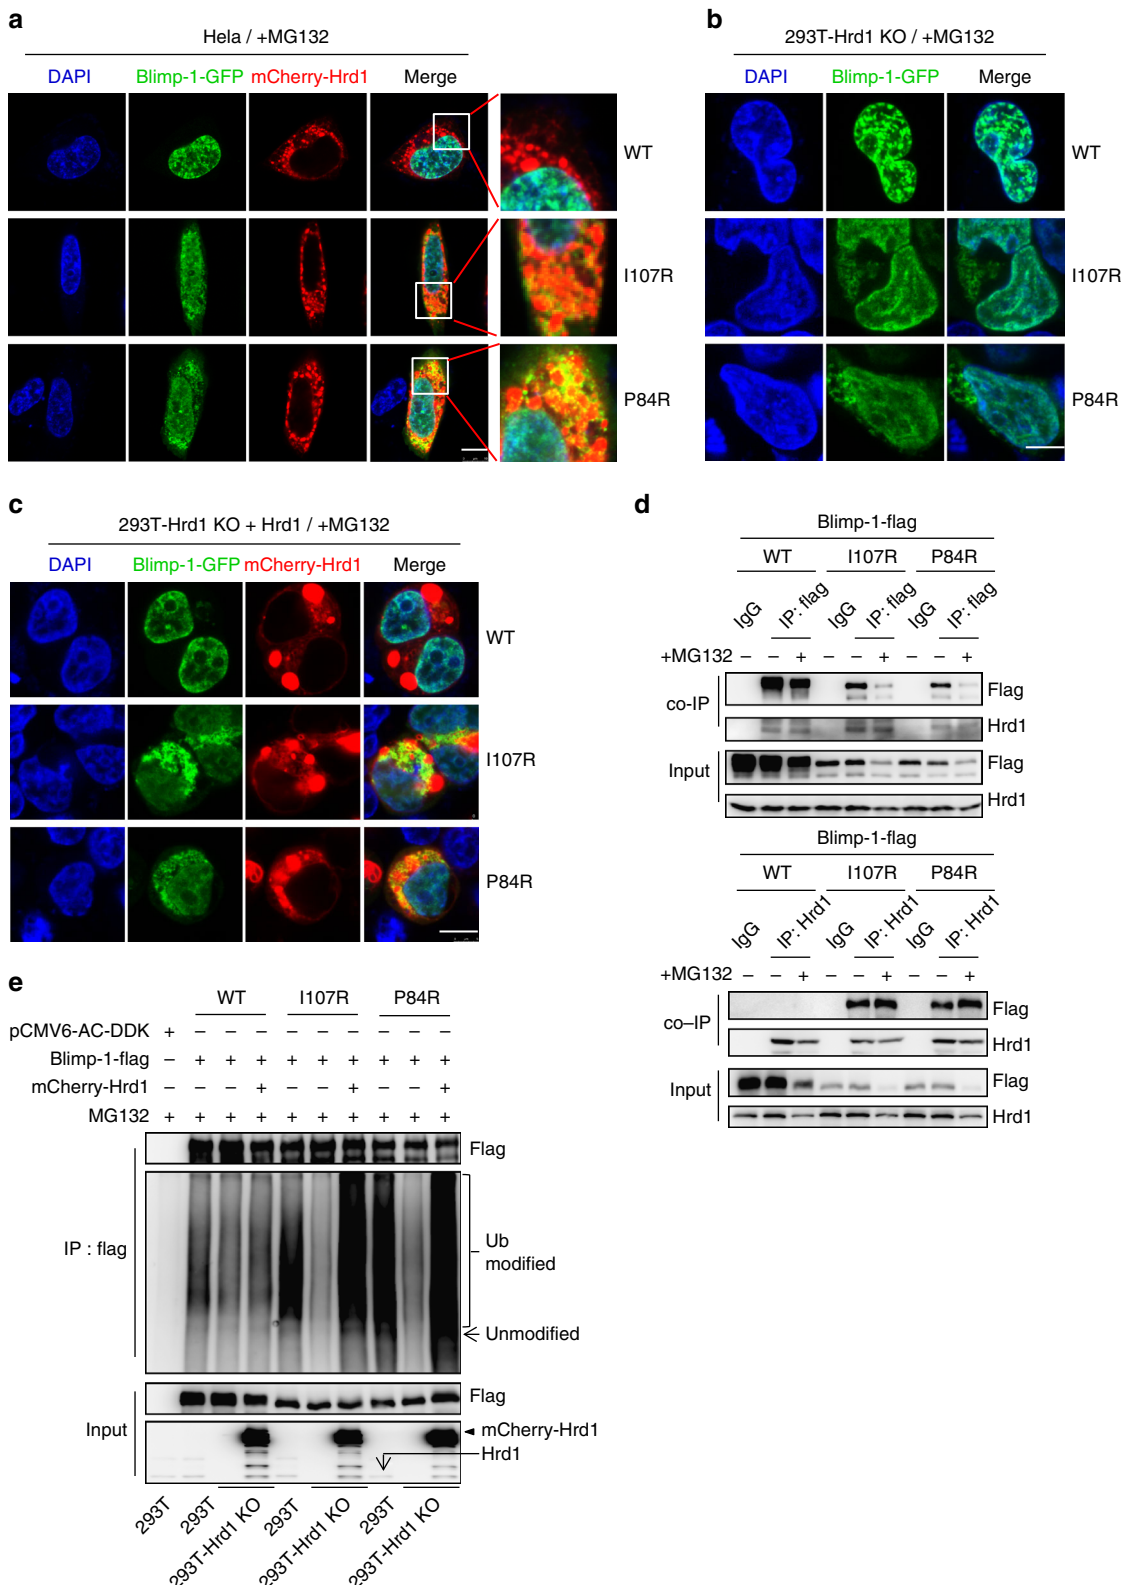 a
Hela / +MG132
DAPI Blimp-1-GFP mCherry-Hrd1 Merge
WT
I107R
P84R
b
293T-Hrd1 KO / +MG132
DAPI Blimp-1-GFP Merge
WT
I107R
P84R
c
293T-Hrd1 KO + Hrd1 / +MG132
DAPI Blimp-1-GFP mCherry-Hrd1 Merge
WT
I107R
P84R
d
Blimp-1-flag
WT I107R P84R
IgG IP: flag IgG IP: flag IgG IP: flag
+MG132 – – + – – + – – +
co-IP
Flag
Hrd1
Input
Flag
Hrd1
Blimp-1-flag
WT I107R P84R
IgG IP: Hrd1 IgG IP: Hrd1 IgG IP: Hrd1
+MG132 – – + – – + – – +
co–IP
Flag
Hrd1
Input
Flag
Hrd1
e
WT I107R P84R
pCMV6-AC-DDK + – – – – – – – – –
Blimp-1-flag – + + + + + + + + +
mCherry-Hrd1 – – – + – – + – – +
MG132 + + + + + + + + + +
IP : flag
Flag
Ub
modified
Unmodified
Input
Flag
mCherry-Hrd1
Hrd1
293T 293T 293T-Hrd1 KO 293T 293T-Hrd1 KO 293T 293T-Hrd1 KO